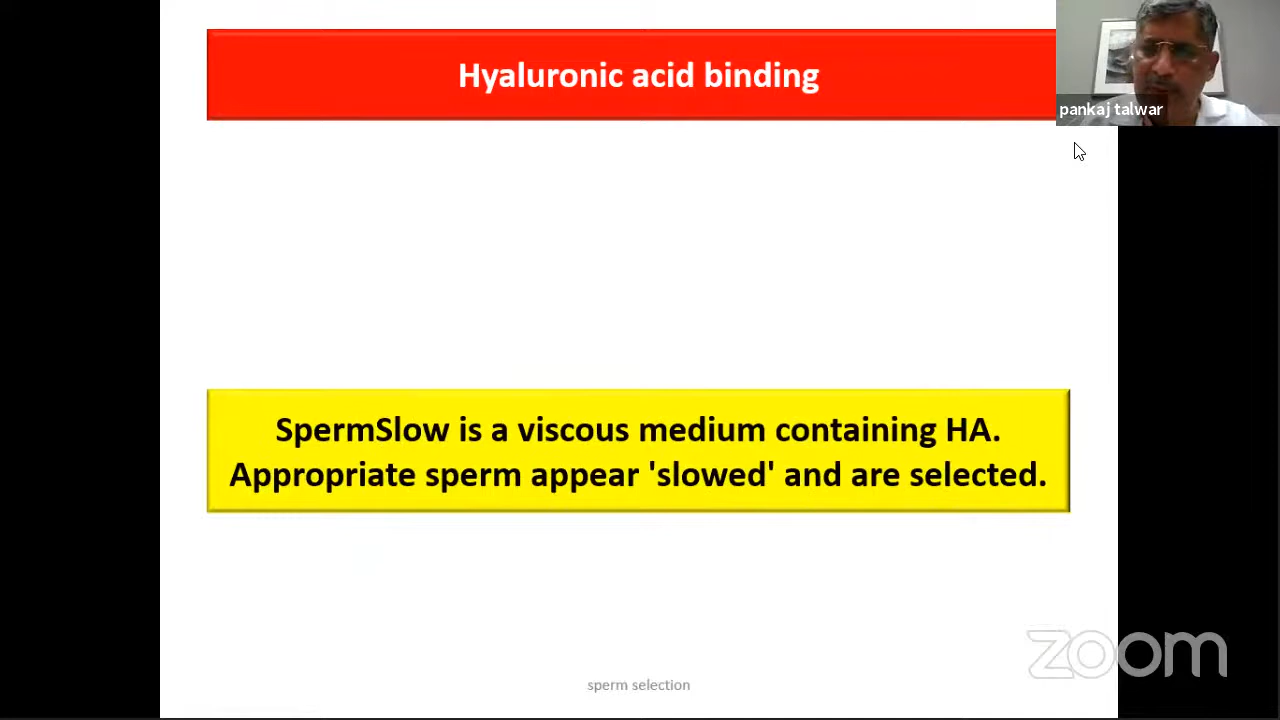 Hyaluronic acid binding
pankaj talwar
SpermSlow is a viscous medium containing HA.
Appropriate sperm appear 'slowed' and are selected.
zoom
sperm selection